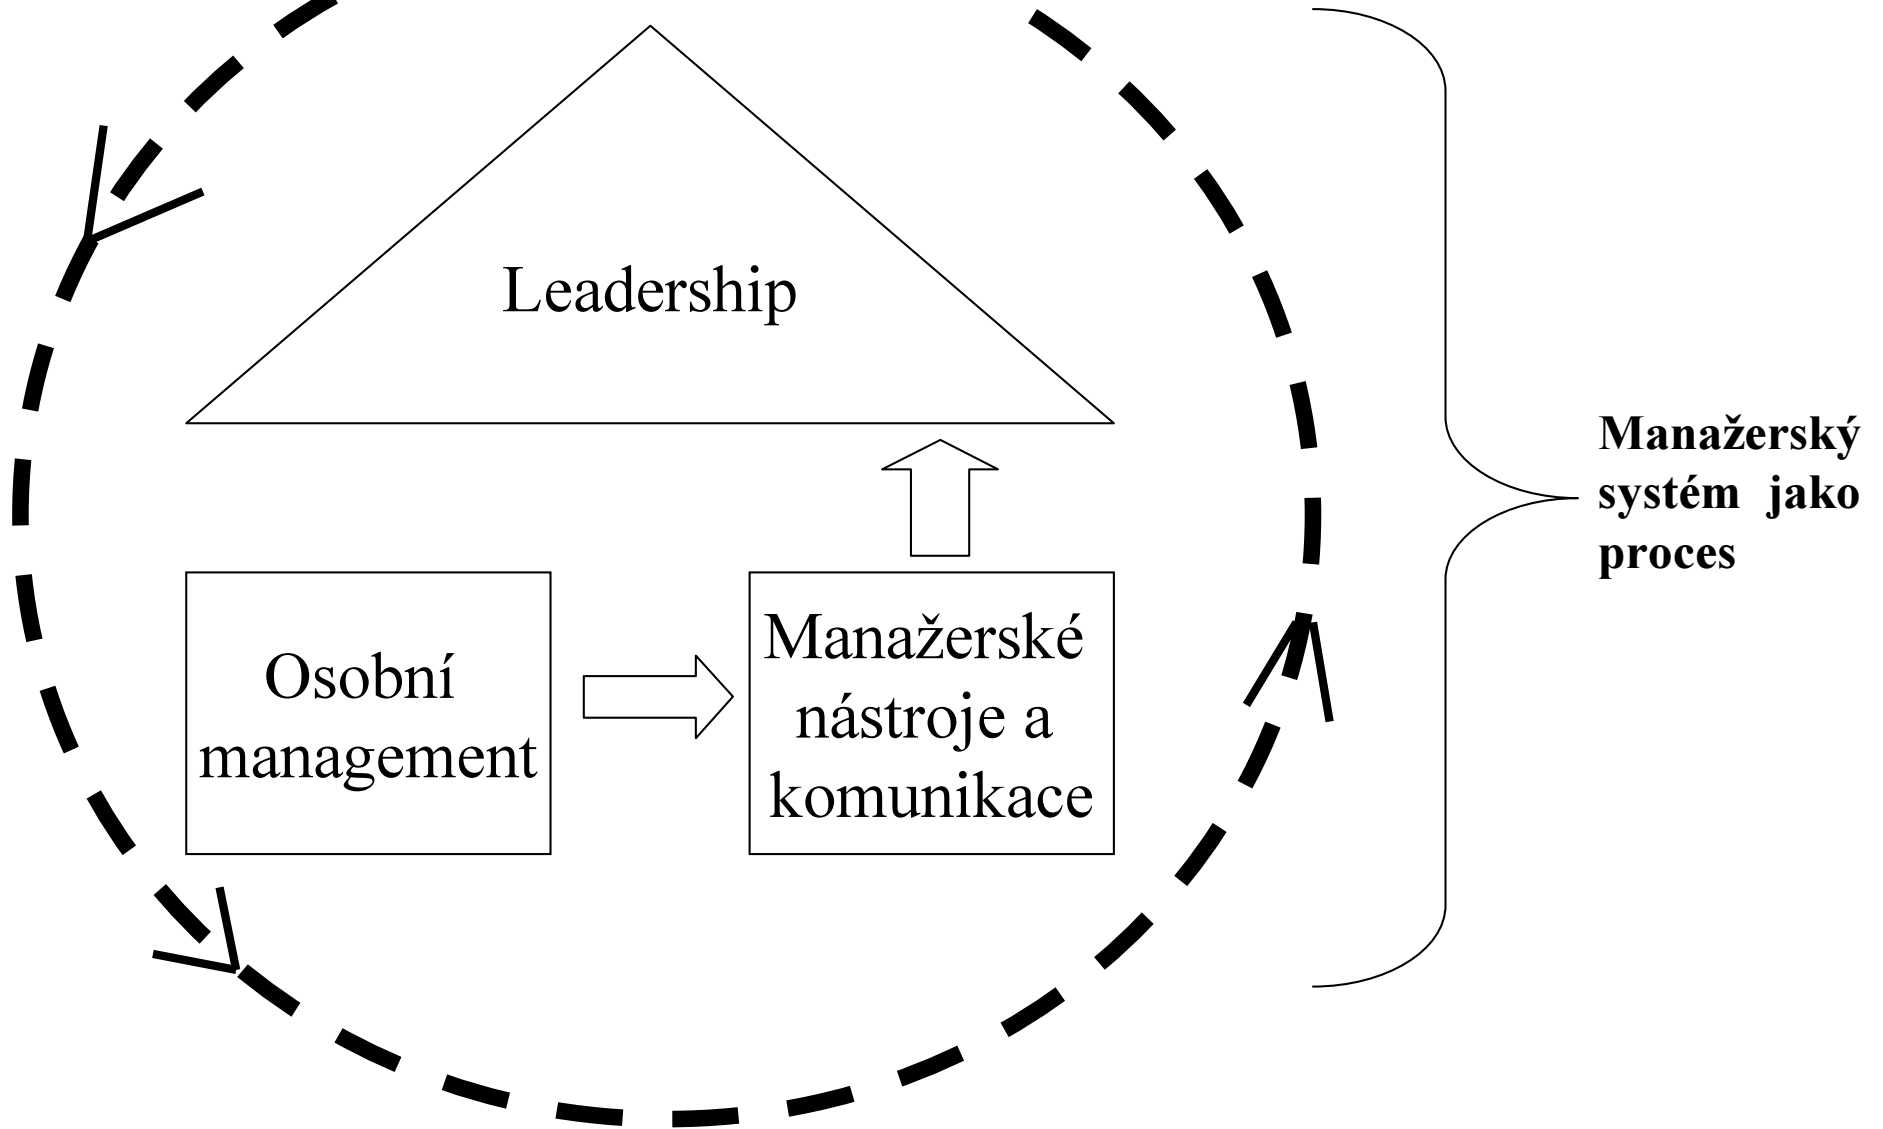 Leadership
Manažerský
systém jako
proces
Osobní
management
Manažerské
nástroje a
komunikace